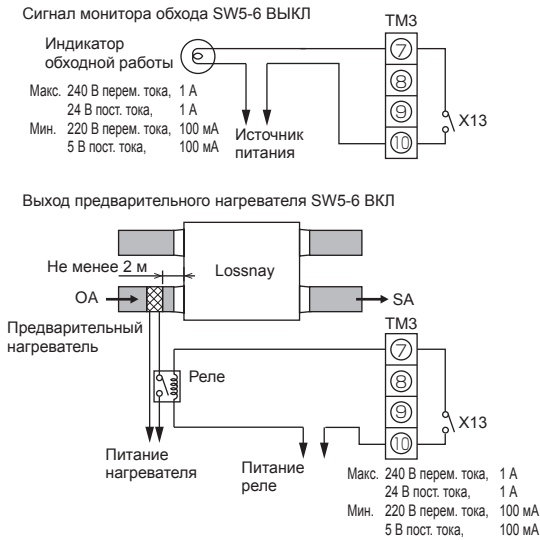 Сигнал монитора обхода SW5-6 ВЫКЛ
TM3
Индикатор
обходной работы
Макс. 240 В перем. тока, 1 А
24 В пост. тока, 1 А
Мин. 220 В перем. тока, 100 мА
5 В пост. тока, 100 мА
Источник
питания
⑦
⑧
⑨
⑩
X13
Выход предварительного нагревателя SW5-6 ВКЛ
Не менее 2 м
Lossnay
OA
SA
Предварительный
нагреватель
TM3
⑦
⑧
⑨
⑩
X13
Реле
Питание
нагревателя
Питание
реле
Макс. 240 В перем. тока, 1 А
24 В пост. тока, 1 А
Мин. 220 В перем. тока, 100 мА
5 В пост. тока, 100 мА